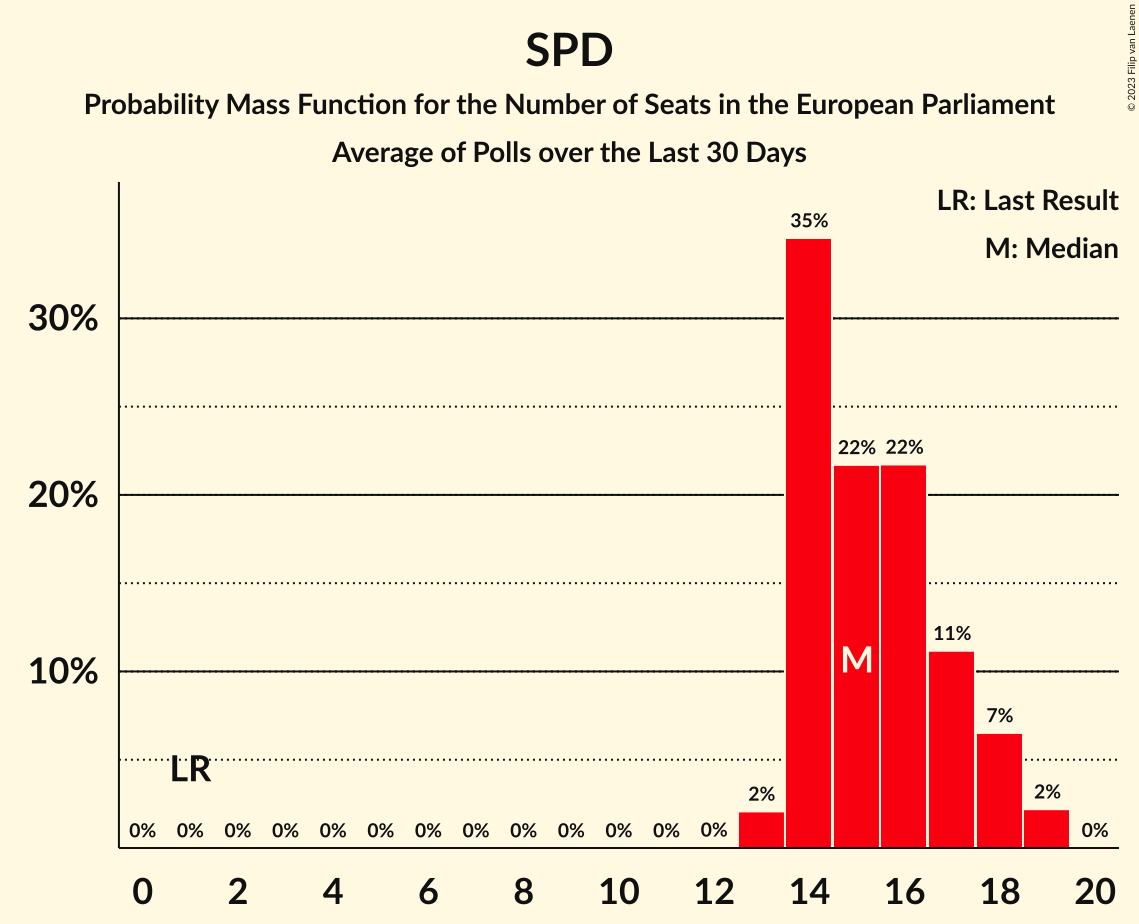 SPD
Probability Mass Function for the Number of Seats in the European Parliament
Average of Polls over the Last 30 Days
© 2023 Filip van Laenen
LR: Last Result
M: Median
35%
30%
22% 22%
20%
11%
M
10%
7%
LR
2% 2%
0% 0% 0% 0% 0% 0% 0% 0% 0% 0% 0% 0% 0% 0%
0 2 4 6 8 10 12 14 16 18 20